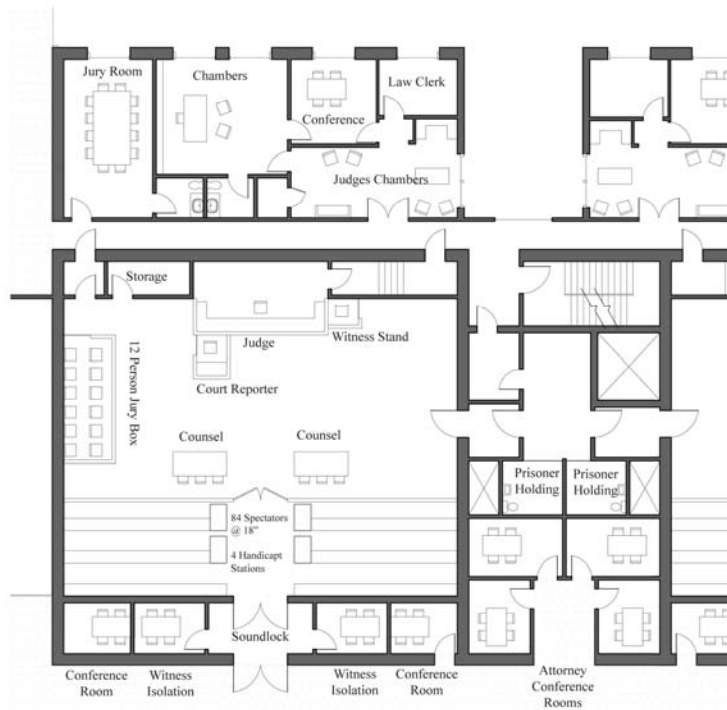 Jury Room
Chambers
Law Clerk
Conference
Judges Chambers
Storage
Judge
Witness Stand
12 Person Jury Box
Court Reporter
Counsel
Counsel
Prisoner
Holding
Prisoner
Holding
84 Spectators
@ 18"
4 Handicapt
Stations
Soundlock
Conference
Room
Witness
Isolation
Witness
Isolation
Conference
Room
Attorney
Conference
Rooms